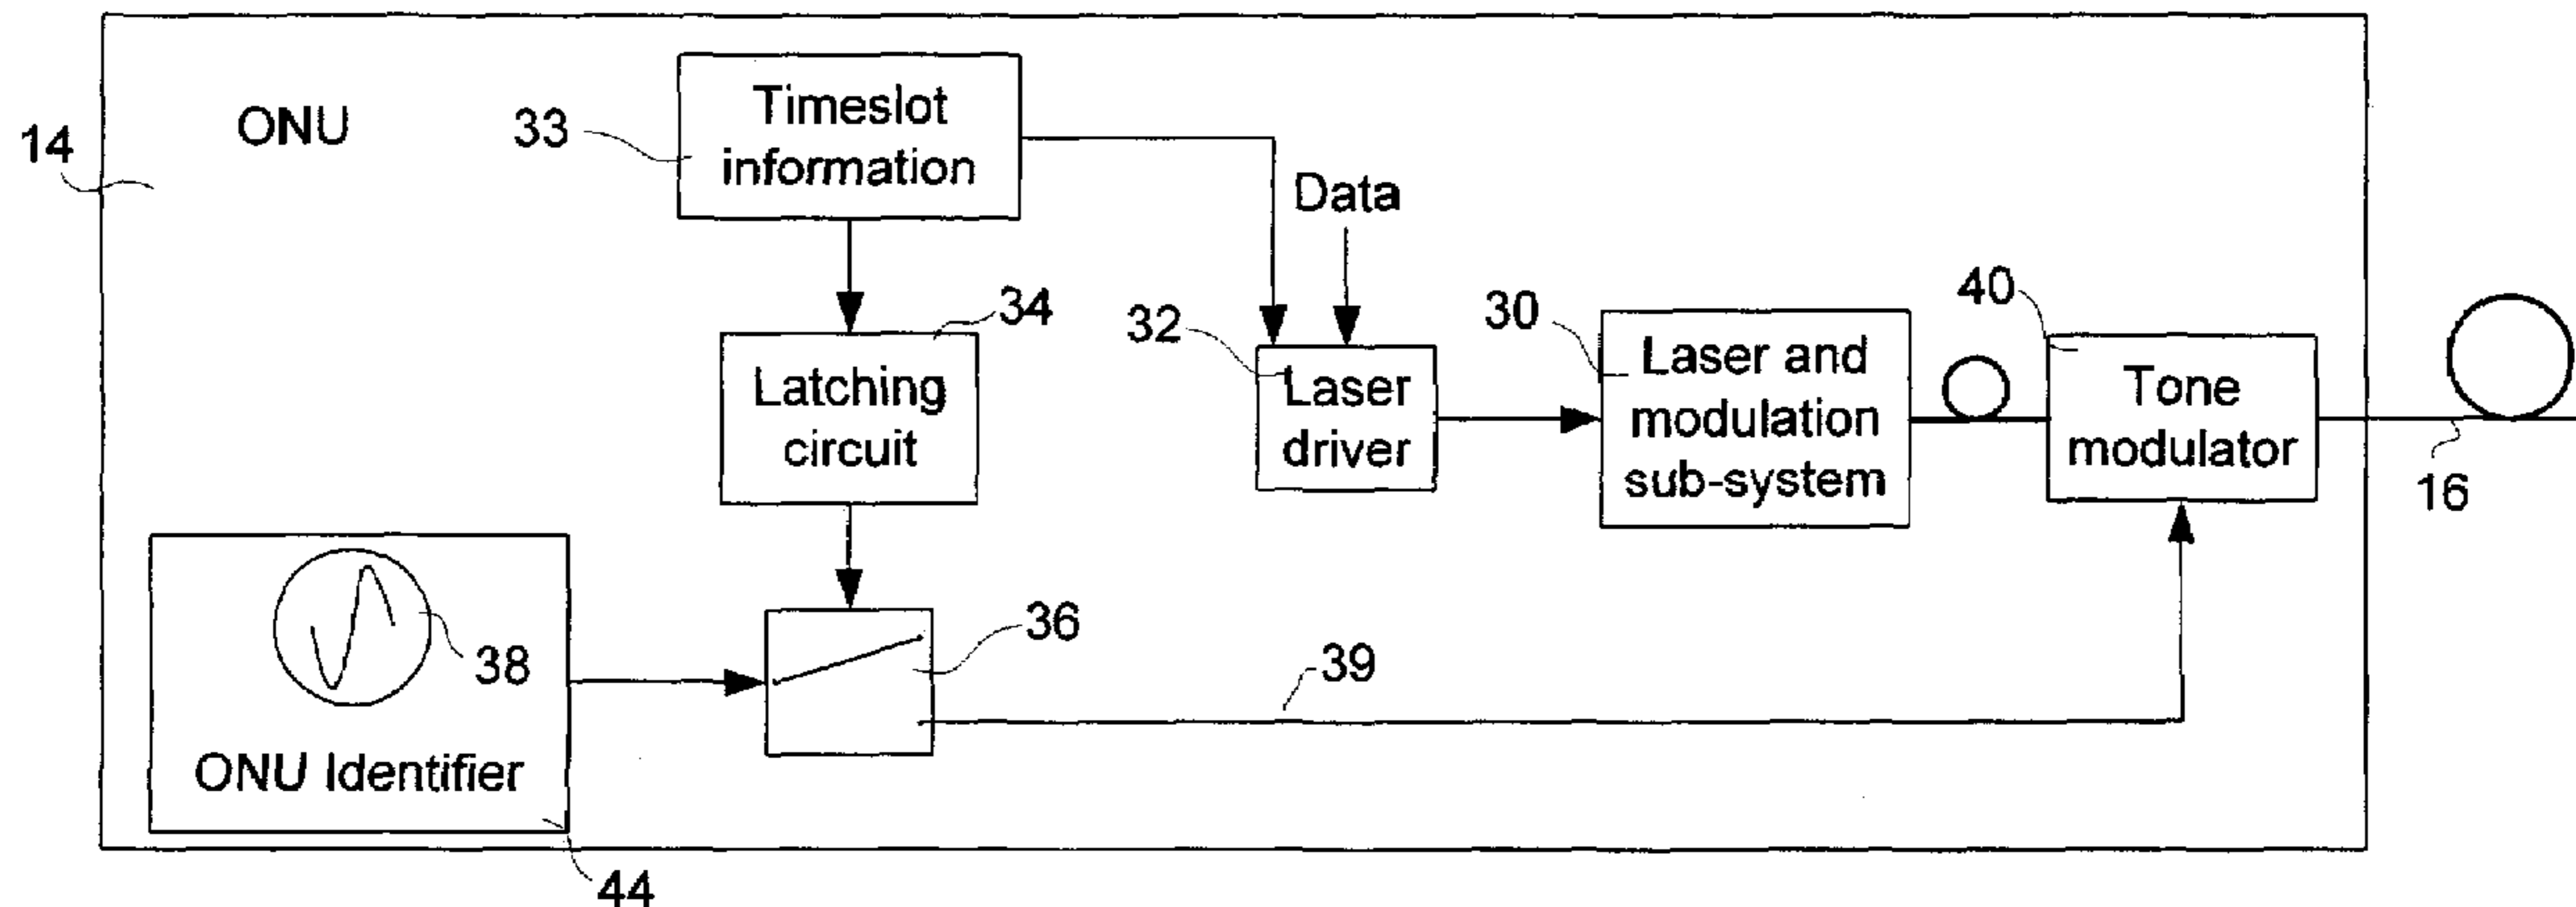 14
ONU
33
Timeslot
information
Data
34
Latching
circuit
32
Laser
driver
30
Laser and
modulation
sub-system
40
Tone
modulator
16
36
38
39
ONU Identifier
44